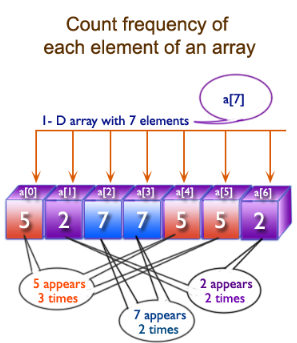 Count frequency of
each element of an array
a[7]
1- D array with 7 elements
a[0] a[1] a[2] a[3] a[4] a[5] a[6]
5 2 7 7 5 5 2
5 appears
3 times
2 appears
2 times
7 appears
2 times